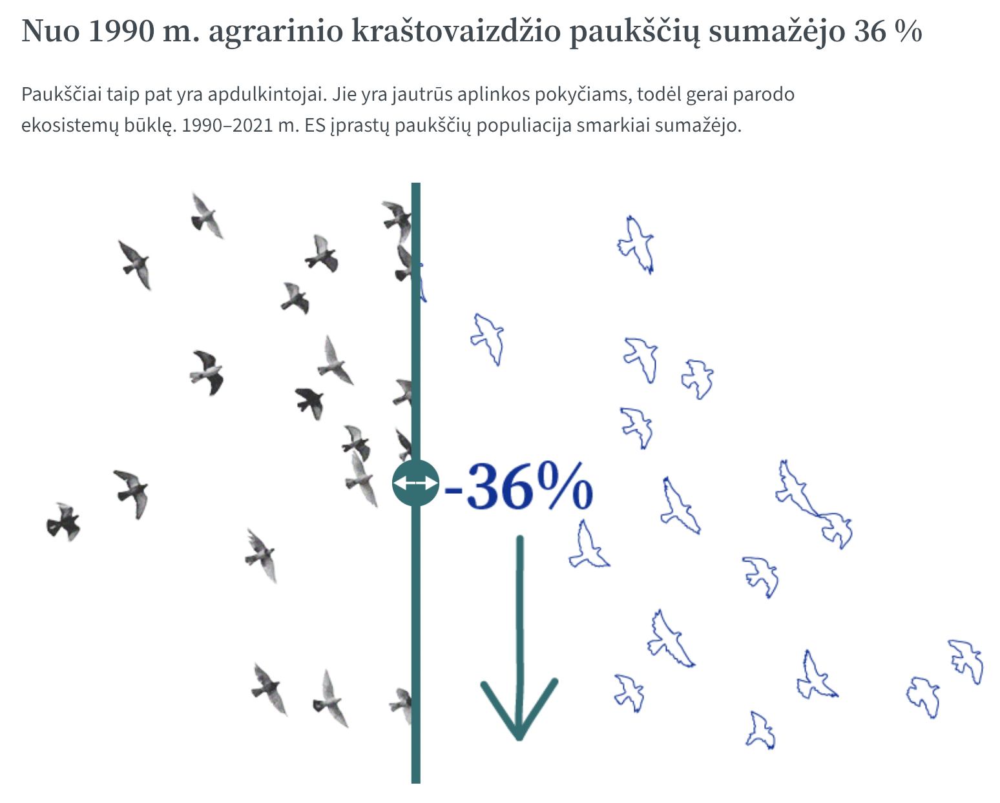 Nuo 1990 m. agrarinio kraštovaizdžio paukščių sumažėjo 36 %
Paukščiai taip pat yra apdulkintojai. Jie yra jautrūs aplinkos pokyčiams, todėl gerai parodo
ekosistemų būklę. 1990–2021 m. ES įprastų paukščių populiacija smarkiai sumažėjo.
-36%